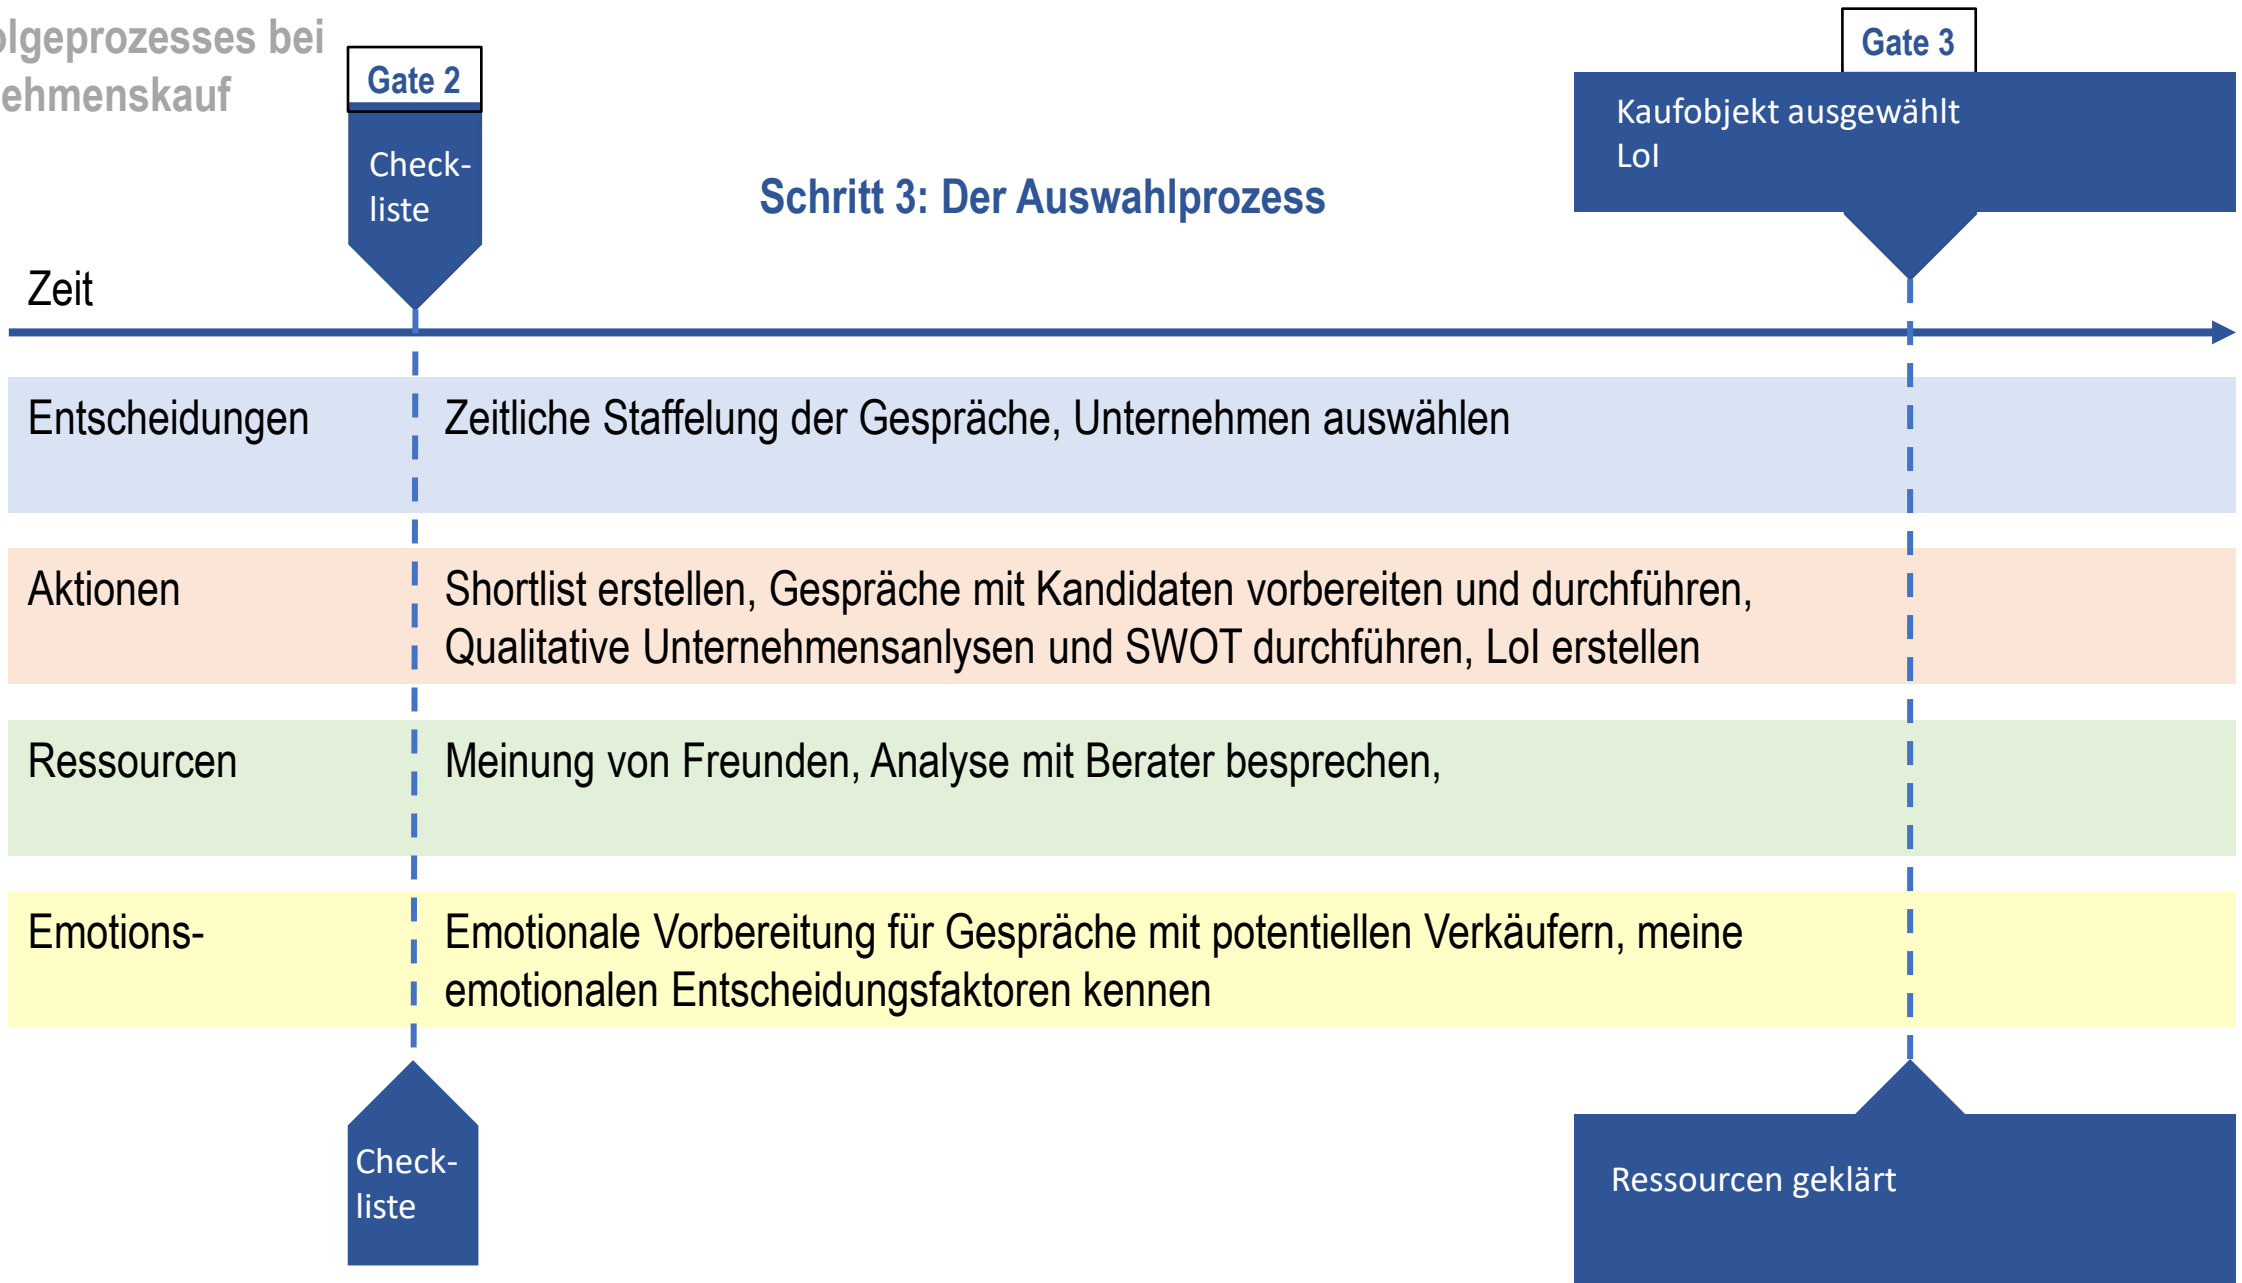 olgeprozesses bei
ehmenskauf
Gate 2
Gate 3
Check-
liste
Kaufobjekt ausgewählt
LoI
Schritt 3: Der Auswahlprozess
Zeit
Entscheidungen
Zeitliche Staffelung der Gespräche, Unternehmen auswählen
Aktionen
Shortlist erstellen, Gespräche mit Kandidaten vorbereiten und durchführen,
Qualitative Unternehmensanlysen und SWOT durchführen, LoI erstellen
Ressourcen
Meinung von Freunden, Analyse mit Berater besprechen,
Emotions-
Emotionale Vorbereitung für Gespräche mit potentiellen Verkäufern, meine
emotionalen Entscheidungsfaktoren kennen
Check-
liste
Ressourcen geklärt